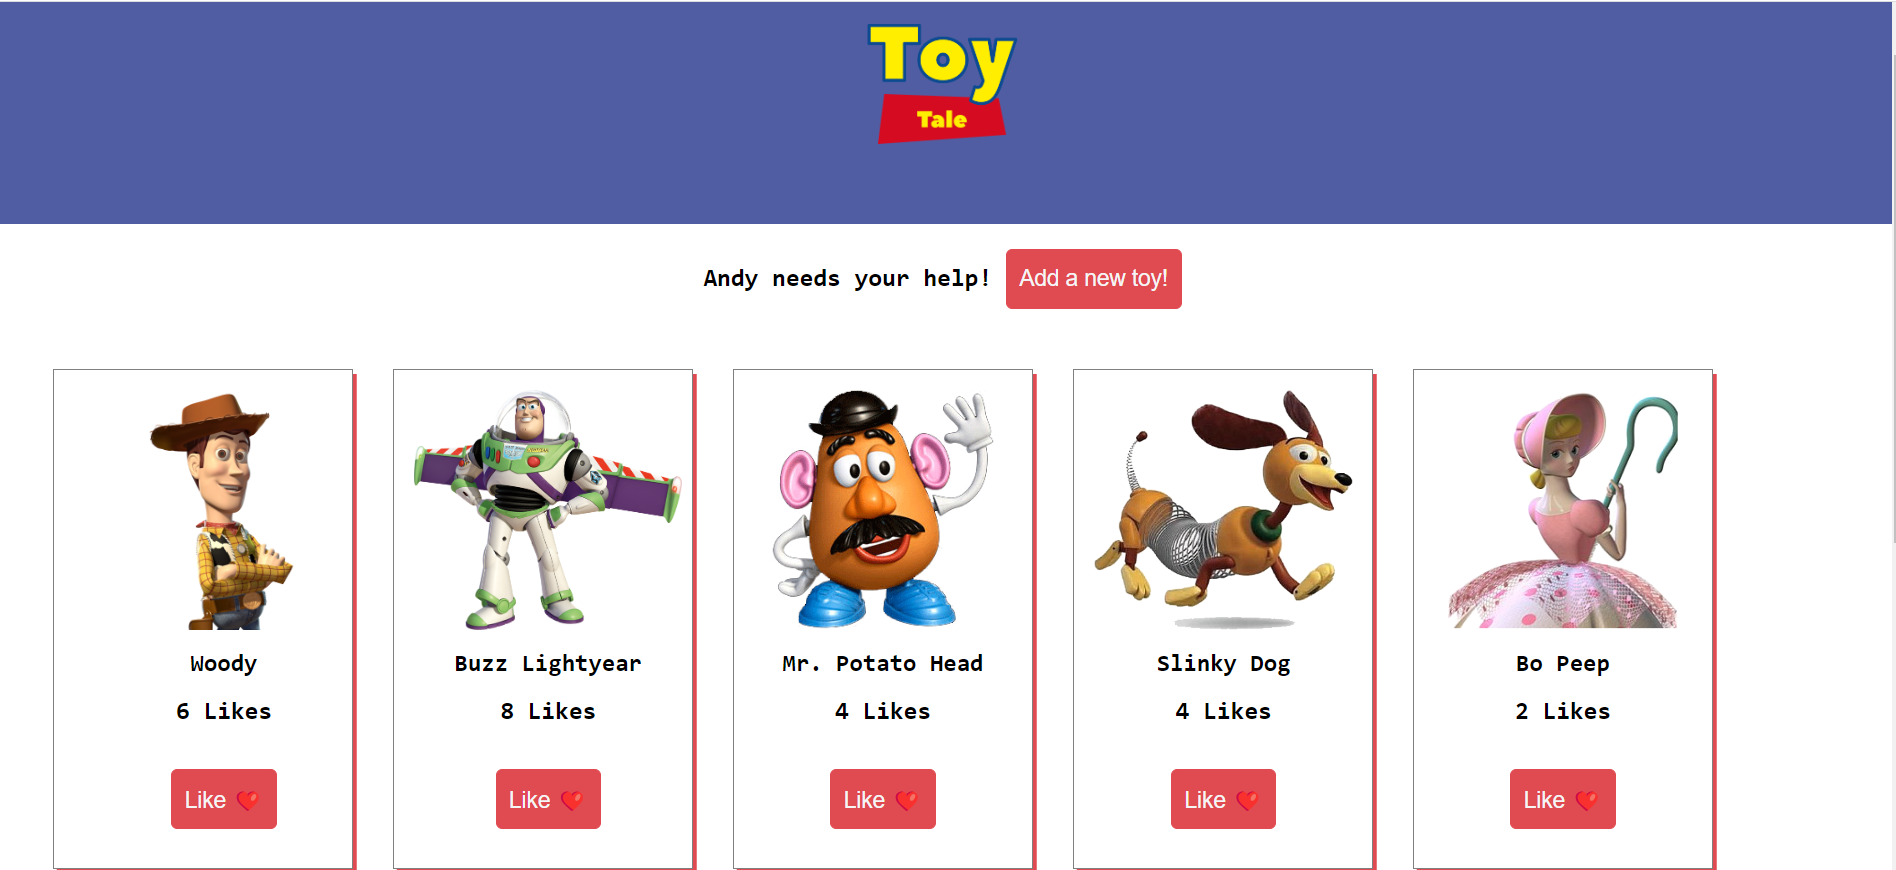 Toy
Tale
Andy needs your help! Add a new toy!
Woody
6 Likes
Like ❤️
Buzz Lightyear
8 Likes
Like ❤️
Mr. Potato Head
4 Likes
Like ❤️
Slinky Dog
4 Likes
Like ❤️
Bo Peep
2 Likes
Like ❤️